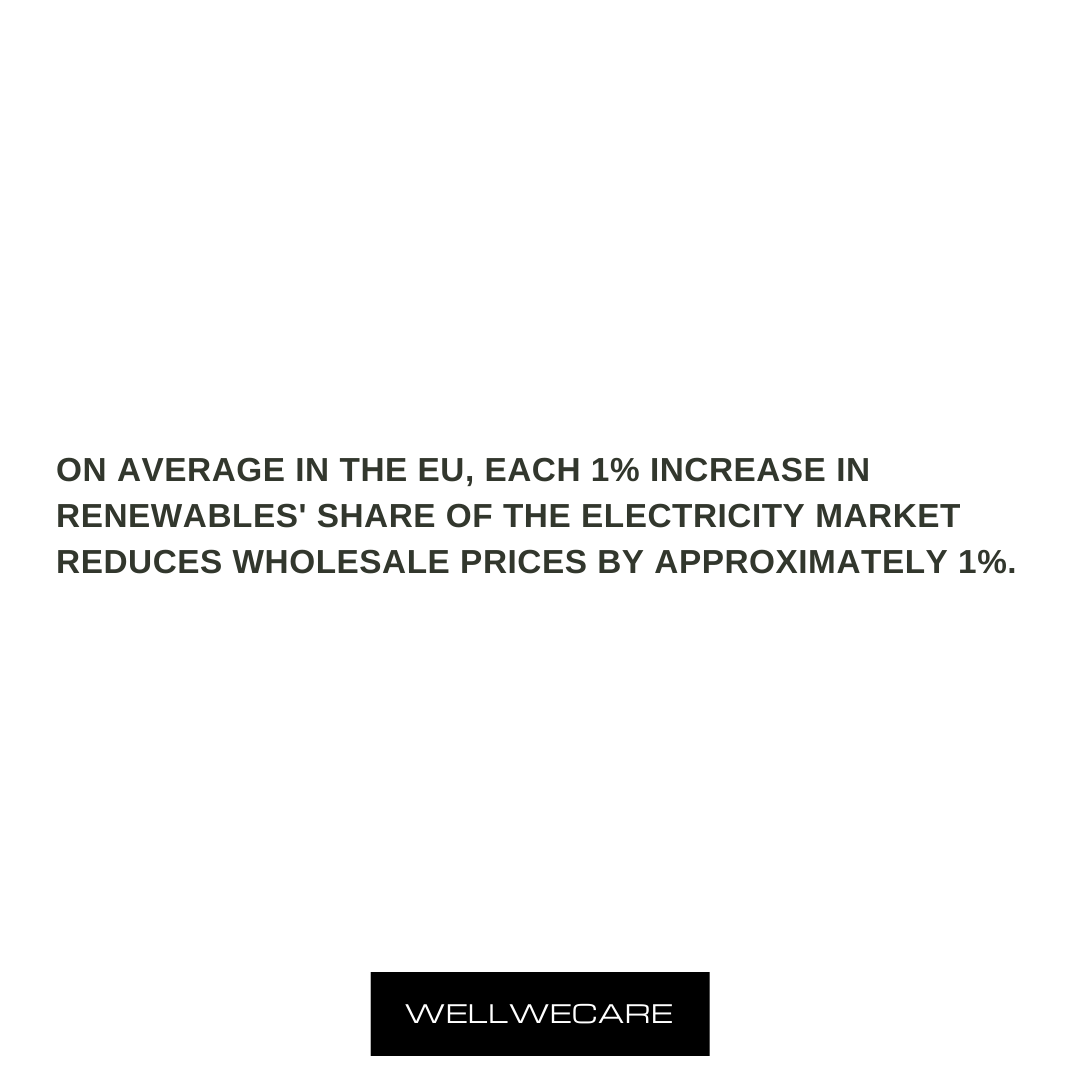 ON AVERAGE IN THE EU, EACH 1% INCREASE IN
RENEWABLES' SHARE OF THE ELECTRICITY MARKET
REDUCES WHOLESALE PRICES BY APPROXIMATELY 1%.
WELLWECARE